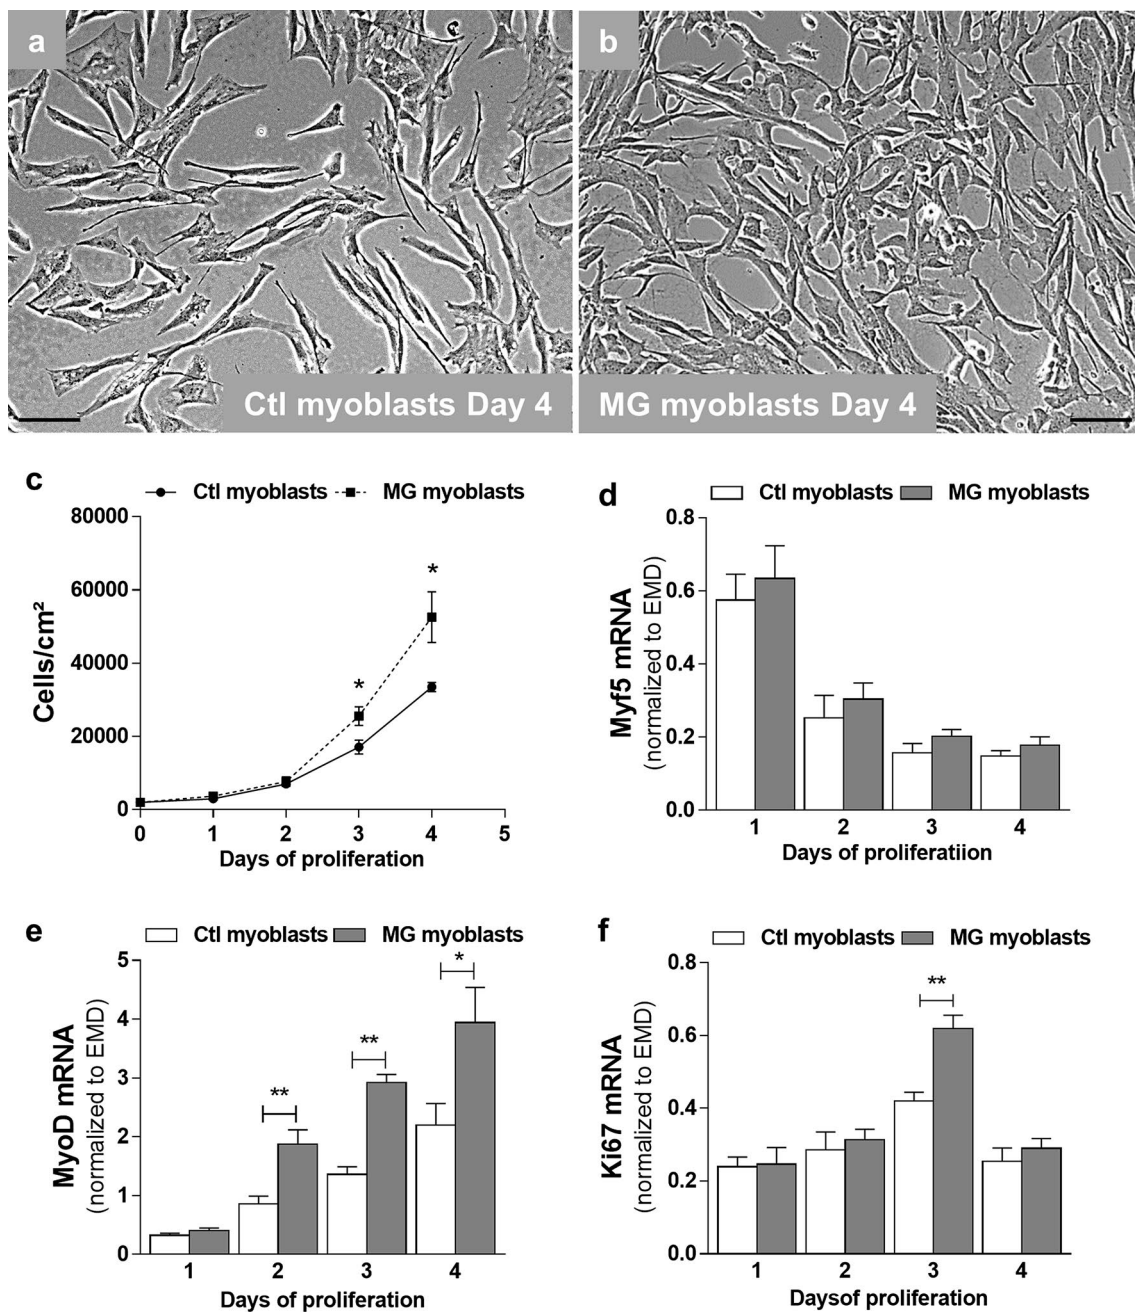 a
b
Ctl myoblasts Day 4
MG myoblasts Day 4
c
Ctl myoblasts
MG myoblasts
80000
60000
40000
20000
0
Cells/cm²
*
*
0 1 2 3 4 5
Days of proliferation
d
Ctl myoblasts
MG myoblasts
0.8
0.6
0.4
0.2
0.0
Myf5 mRNA
(normalized to EMD)
1 2 3 4
Days of proliferatiion
e
Ctl myoblasts
MG myoblasts
5
4
3
2
1
0
MyoD mRNA
(normalized to EMD)
**
**
*
1 2 3 4
Days of proliferation
f
Ctl myoblasts
MG myoblasts
0.8
0.6
0.4
0.2
0.0
Ki67 mRNA
(normalized to EMD)
**
1 2 3 4
Daysof proliferation